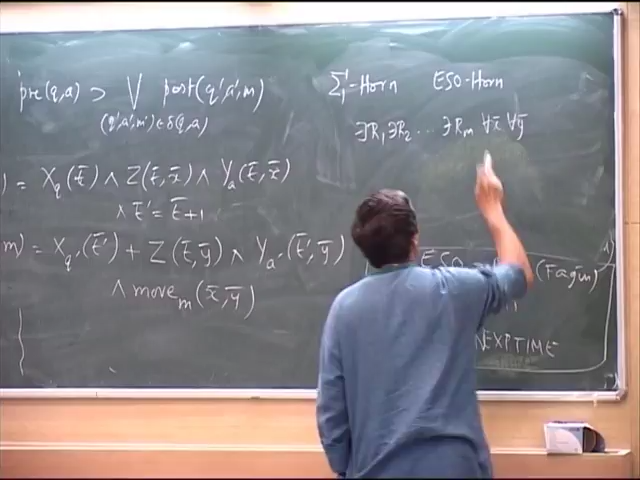 pre(q,a) ⊃ ⋁ post(q',a',m)
(q',a',m')∈δ(q,a)
) = X_q(t̄) ∧ Z(t̄,x̄) ∧ Y_a(t̄,x̄)
∧ t̄' = t̄+1
m) = X_q'(t̄') + Z(t̄,ȳ) ∧ Y_a'(t̄',ȳ)
∧ move_m(x̄,ȳ)
Σ¹₁-Horn ESO-Horn
∃R₁∃R₂ ... ∃R_m ∀x̄ ∀ȳ
ESO (Fagin)
NEXPTIME